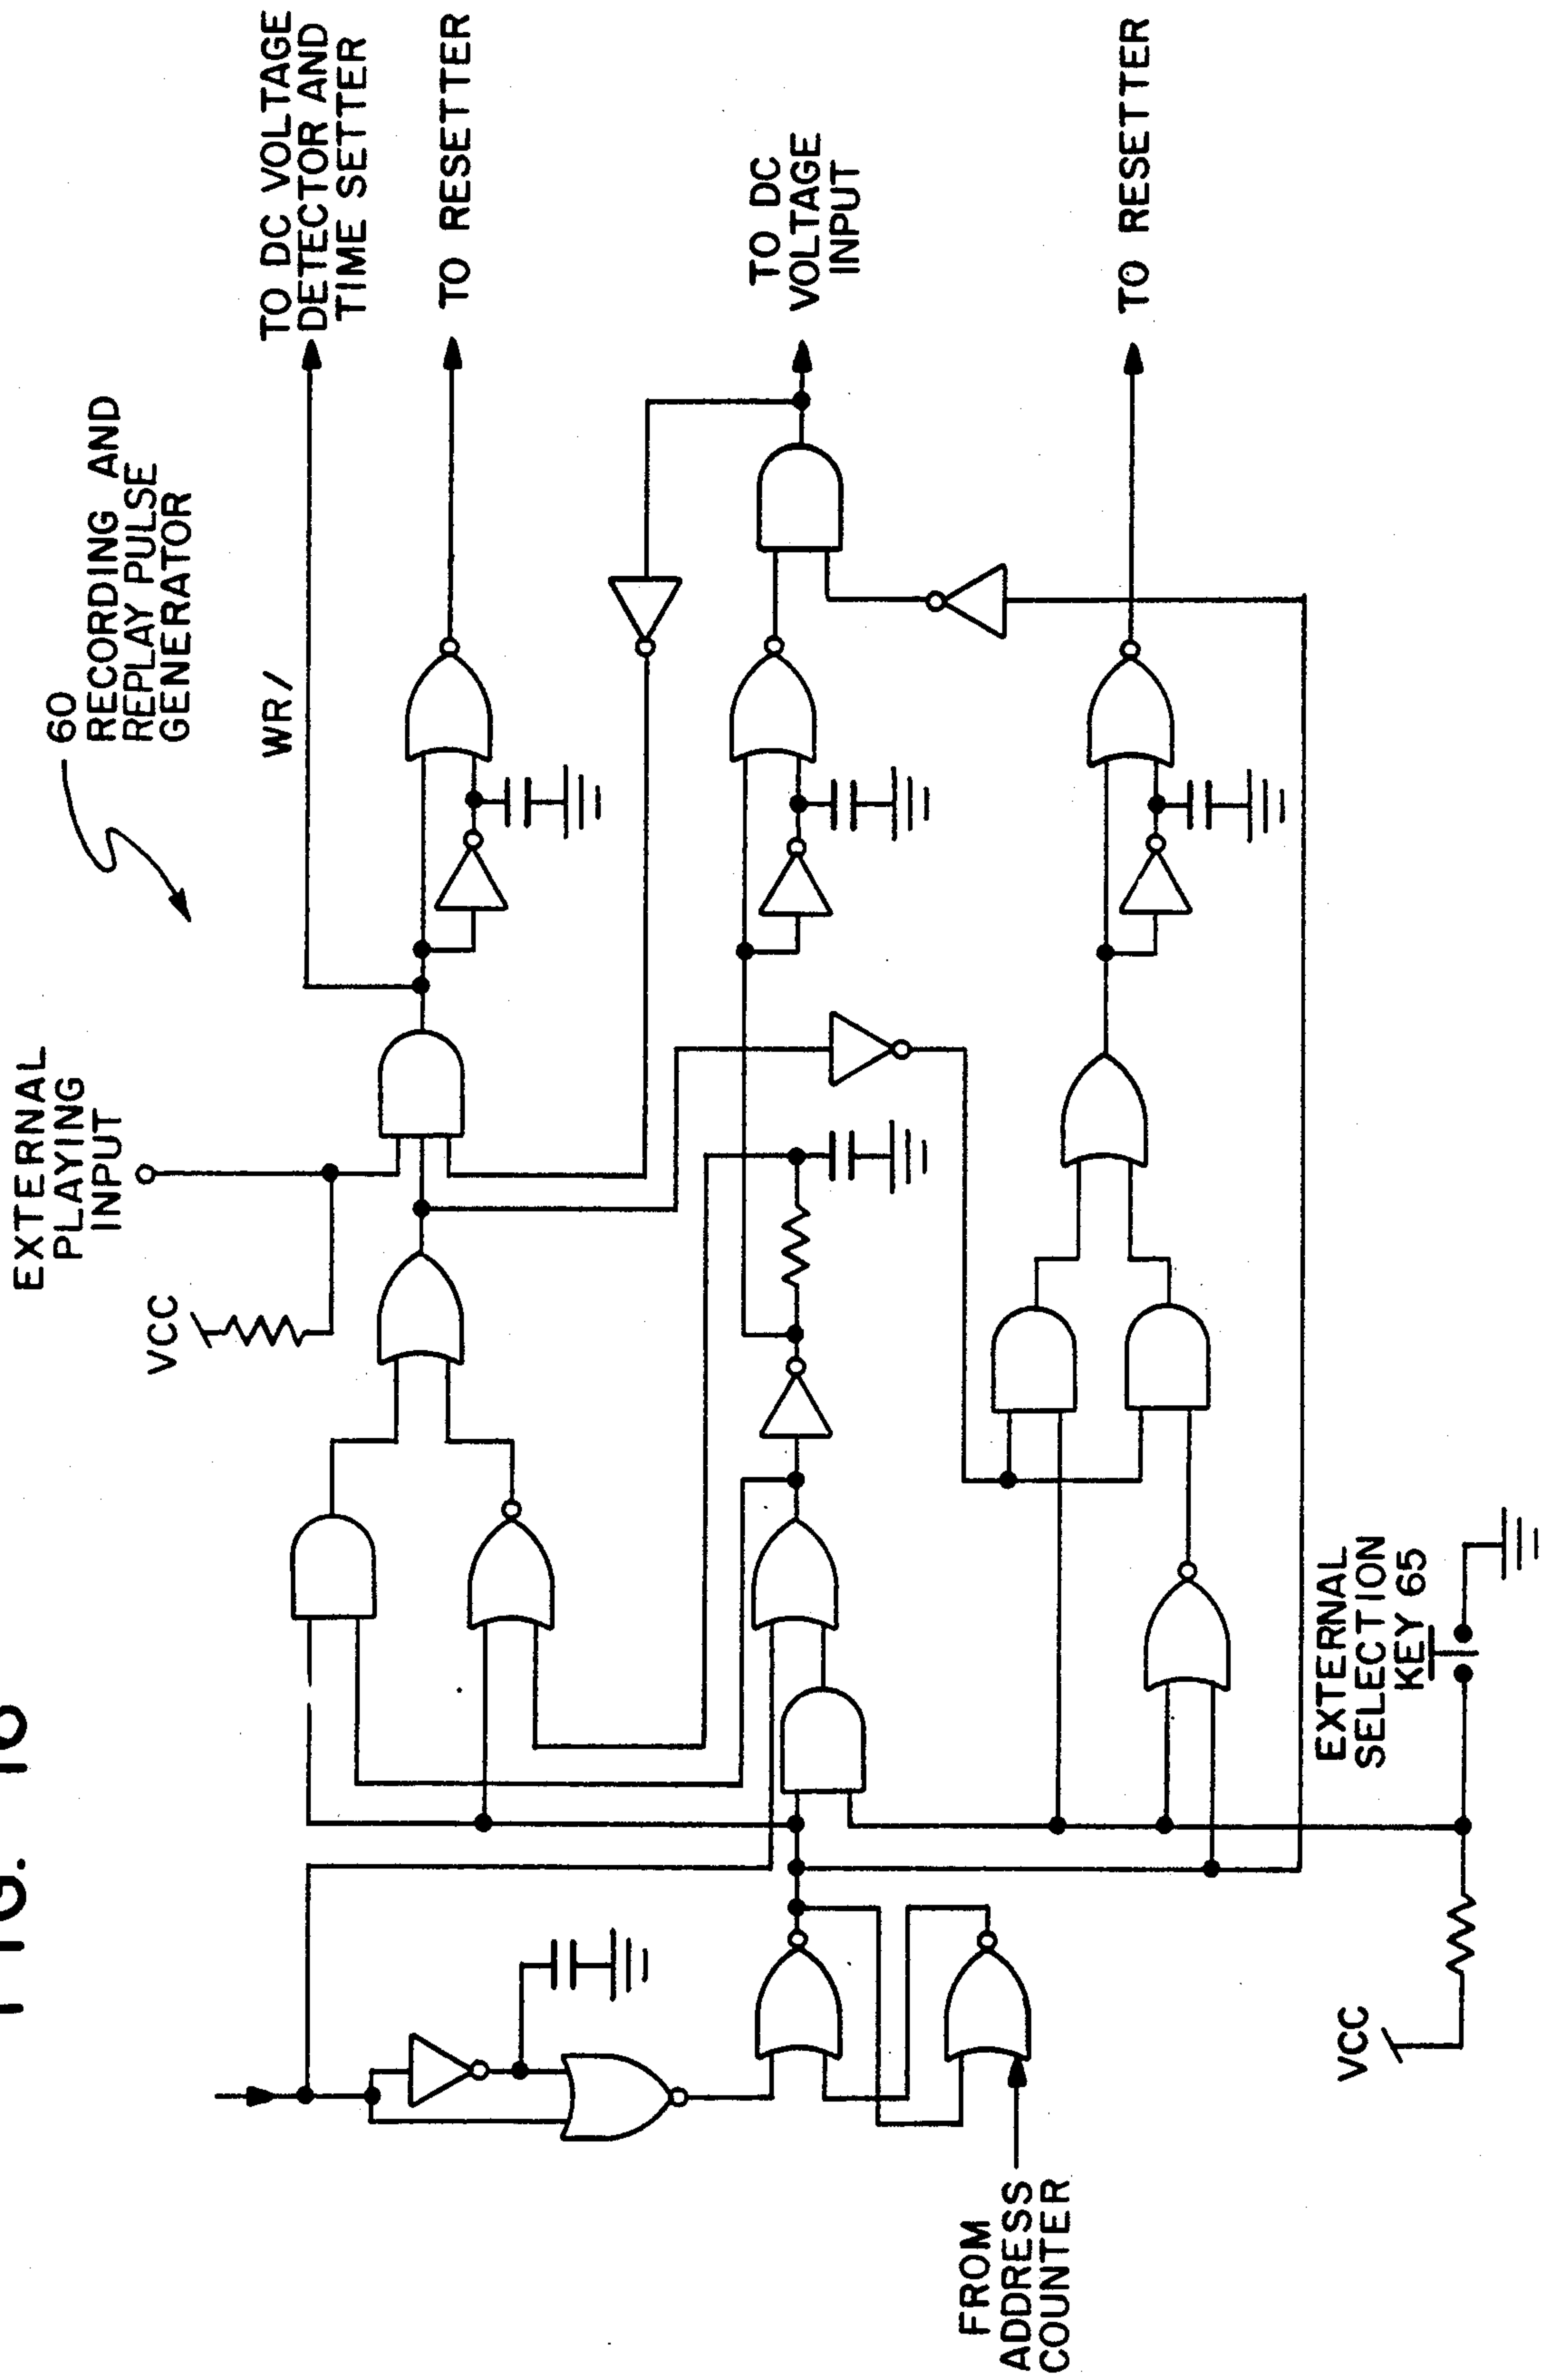 FIG.
60
RECORDING AND
REPLAY PULSE
GENERATOR
EXTERNAL
PLAYING
INPUT
VCC
WR/
TO DC VOLTAGE
DETECTOR AND
TIME SETTER
TO RESETTER
TO DC
VOLTAGE
INPUT
TO RESETTER
FROM
ADDRESS
COUNTER
EXTERNAL
SELECTION
KEY 65
VCC